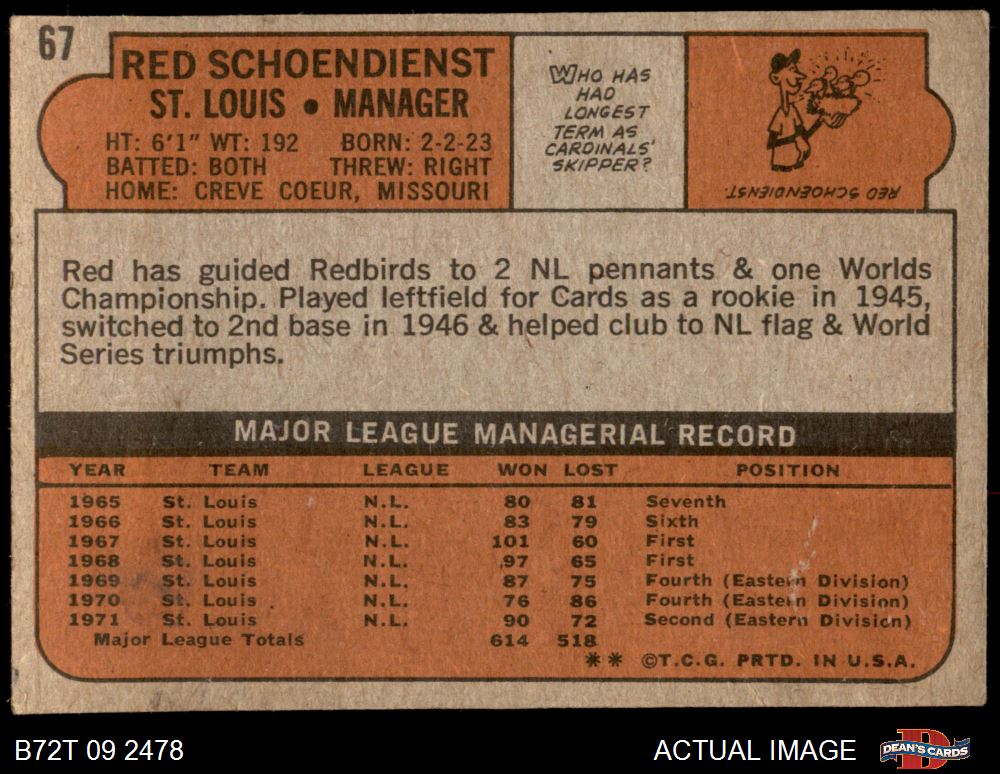 67
RED SCHOENDIENST
ST. LOUIS • MANAGER
HT: 6'1" WT: 192 BORN: 2-2-23
BATTED: BOTH THREW: RIGHT
HOME: CREVE COEUR, MISSOURI
WHO HAS
HAD
LONGEST
TERM AS
CARDINALS'
SKIPPER?
RED SCHOENDIENST.
Red has guided Redbirds to 2 NL pennants & one Worlds
Championship. Played leftfield for Cards as a rookie in 1945,
switched to 2nd base in 1946 & helped club to NL flag & World
Series triumphs.
MAJOR LEAGUE MANAGERIAL RECORD
YEAR TEAM LEAGUE WON LOST POSITION
1965 St. Louis N.L. 80 81 Seventh
1966 St. Louis N.L. 83 79 Sixth
1967 St. Louis N.L. 101 60 First
1968 St. Louis N.L. 97 65 First
1969 St. Louis N.L. 87 75 Fourth (Eastern Division)
1970 St. Louis N.L. 76 86 Fourth (Eastern Division)
1971 St. Louis N.L. 90 72 Second (Eastern Division)
Major League Totals 614 518
** ©T.C.G. PRTD. IN U.S.A.
B72T 09 2478 ACTUAL IMAGE DEAN'S CARDS